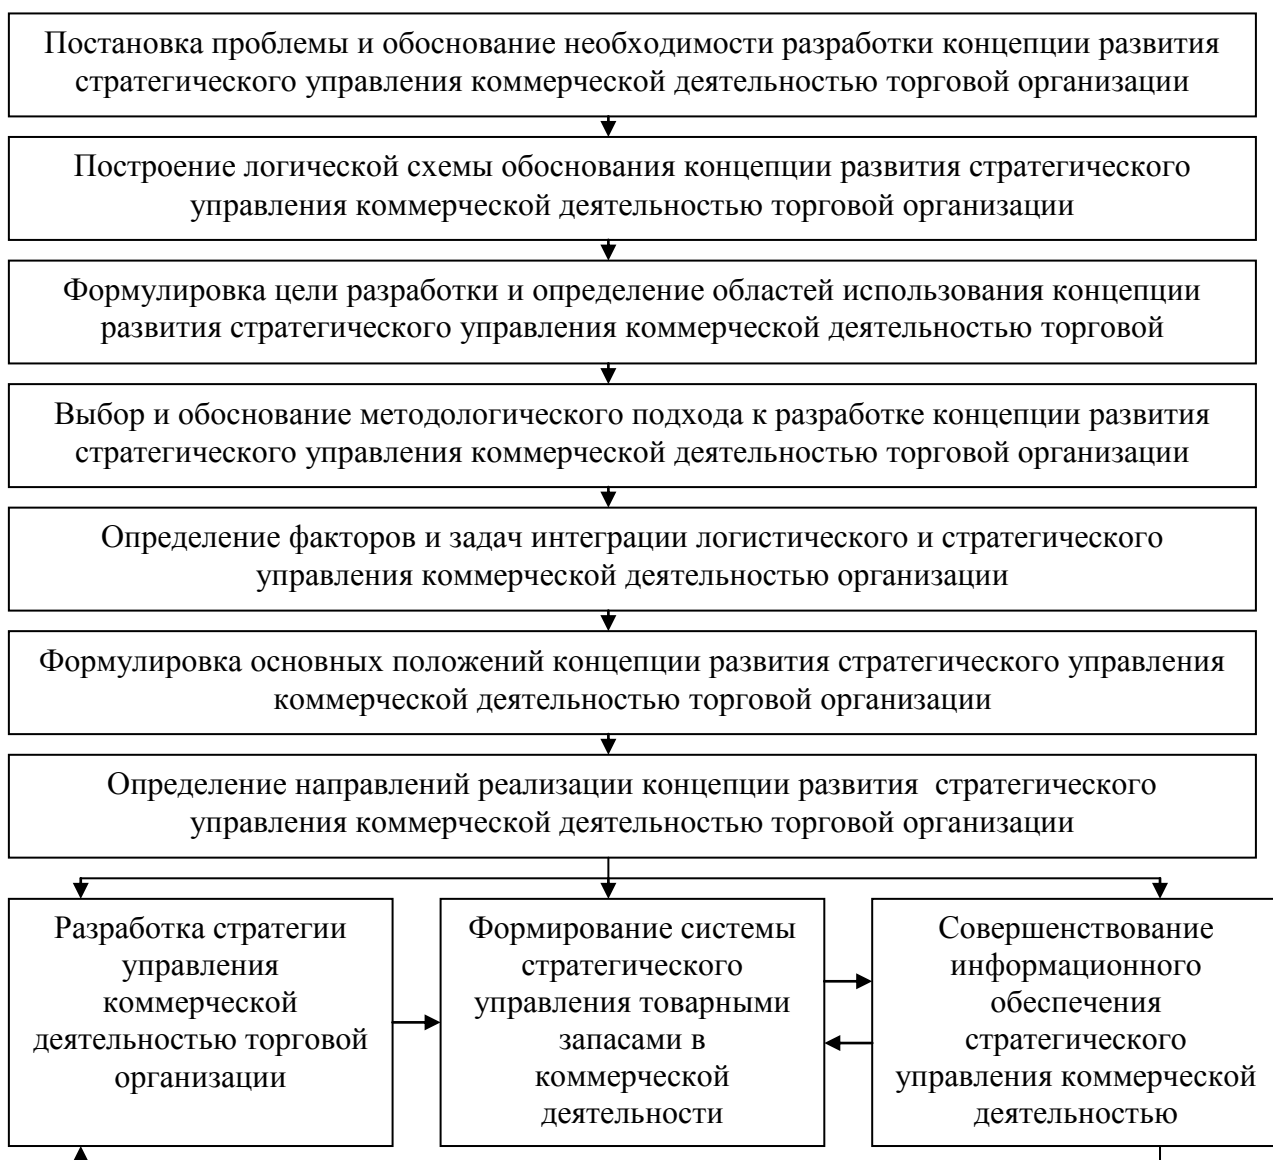 Постановка проблемы и обоснование необходимости разработки концепции развития
стратегического управления коммерческой деятельностью торговой организации
Построение логической схемы обоснования концепции развития стратегического
управления коммерческой деятельностью торговой организации
Формулировка цели разработки и определение областей использования концепции
развития стратегического управления коммерческой деятельностью торговой
Выбор и обоснование методологического подхода к разработке концепции развития
стратегического управления коммерческой деятельностью торговой организации
Определение факторов и задач интеграции логистического и стратегического
управления коммерческой деятельностью организации
Формулировка основных положений концепции развития стратегического управления
коммерческой деятельностью торговой организации
Определение направлений реализации концепции развития стратегического
управления коммерческой деятельностью торговой организации
Разработка стратегии
управления
коммерческой
деятельностью торговой
организации
Формирование системы
стратегического
управления товарными
запасами в
коммерческой
деятельности
Совершенствование
информационного
обеспечения
стратегического
управления коммерческой
деятельностью